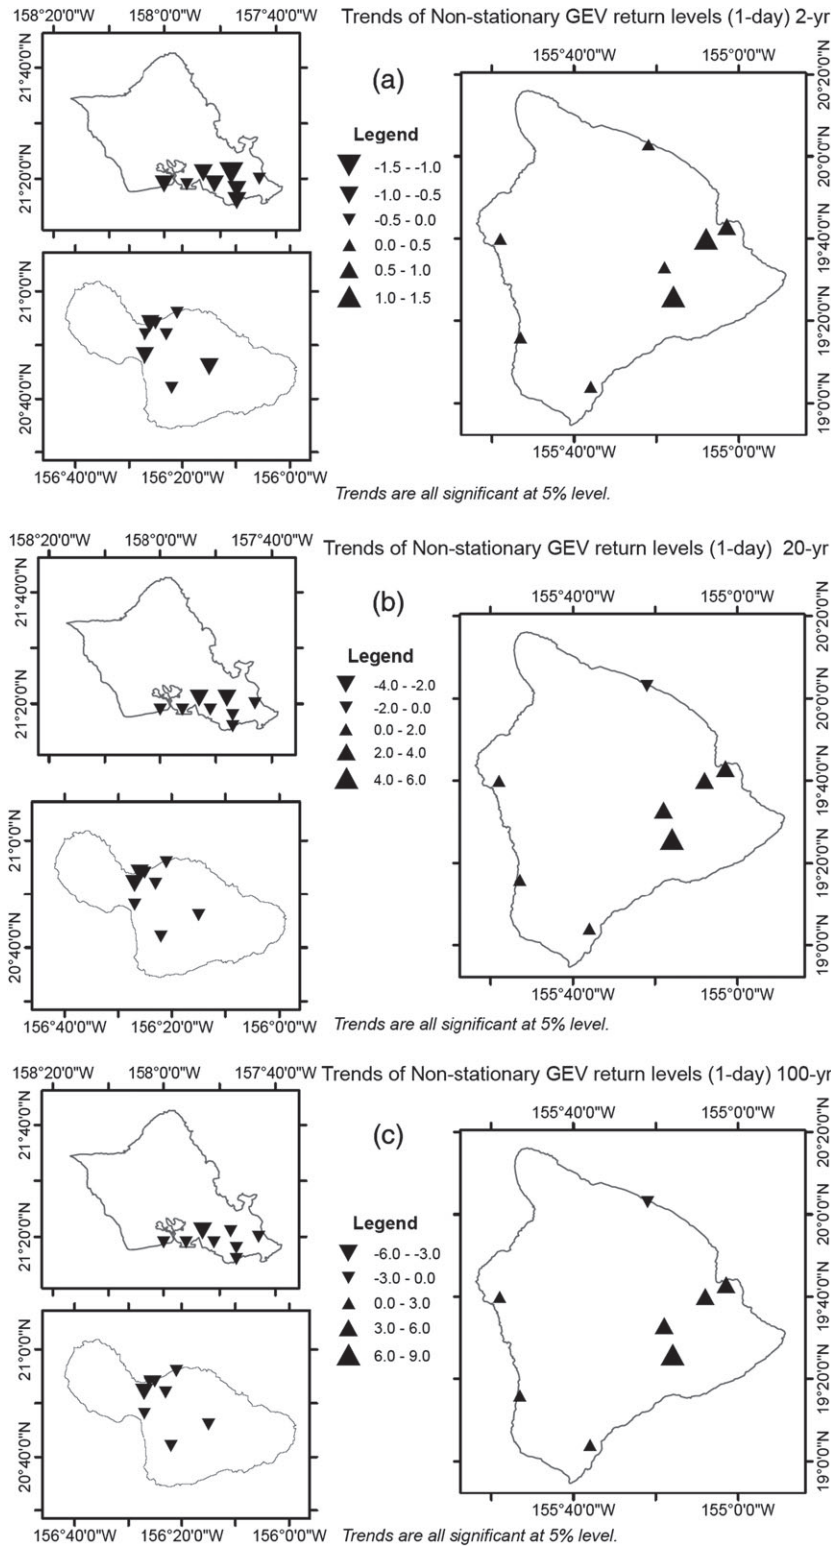 158°20'0"W 158°0'0"W 157°40'0"W
Trends of Non-stationary GEV return levels (1-day) 2-yr
155°40'0"W 155°0'0"W
(a)
21°40'0"N
21°20'0"N
Legend
-1.5 - -1.0
-1.0 - -0.5
-0.5 - 0.0
0.0 - 0.5
0.5 - 1.0
1.0 - 1.5
21°0'0"N
20°40'0"N
20°20'0"N
20°0'0"N
19°40'0"N
19°20'0"N
19°0'0"N
156°40'0"W 156°20'0"W 156°0'0"W
155°40'0"W 155°0'0"W
Trends are all significant at 5% level.
158°20'0"W 158°0'0"W 157°40'0"W
Trends of Non-stationary GEV return levels (1-day) 20-yr
155°40'0"W 155°0'0"W
(b)
21°40'0"N
21°20'0"N
Legend
-4.0 - -2.0
-2.0 - 0.0
0.0 - 2.0
2.0 - 4.0
4.0 - 6.0
21°0'0"N
20°40'0"N
20°20'0"N
20°0'0"N
19°40'0"N
19°20'0"N
19°0'0"N
155°40'0"W 155°0'0"W
156°40'0"W 156°20'0"W 156°0'0"W
Trends are all significant at 5% level.
158°20'0"W 158°0'0"W 157°40'0"W
Trends of Non-stationary GEV return levels (1-day) 100-yr
155°40'0"W 155°0'0"W
(c)
21°40'0"N
21°20'0"N
Legend
-6.0 - -3.0
-3.0 - 0.0
0.0 - 3.0
3.0 - 6.0
6.0 - 9.0
21°0'0"N
20°40'0"N
20°20'0"N
20°0'0"N
19°40'0"N
19°20'0"N
19°0'0"N
155°40'0"W 155°0'0"W
156°40'0"W 156°20'0"W 156°0'0"W
Trends are all significant at 5% level.